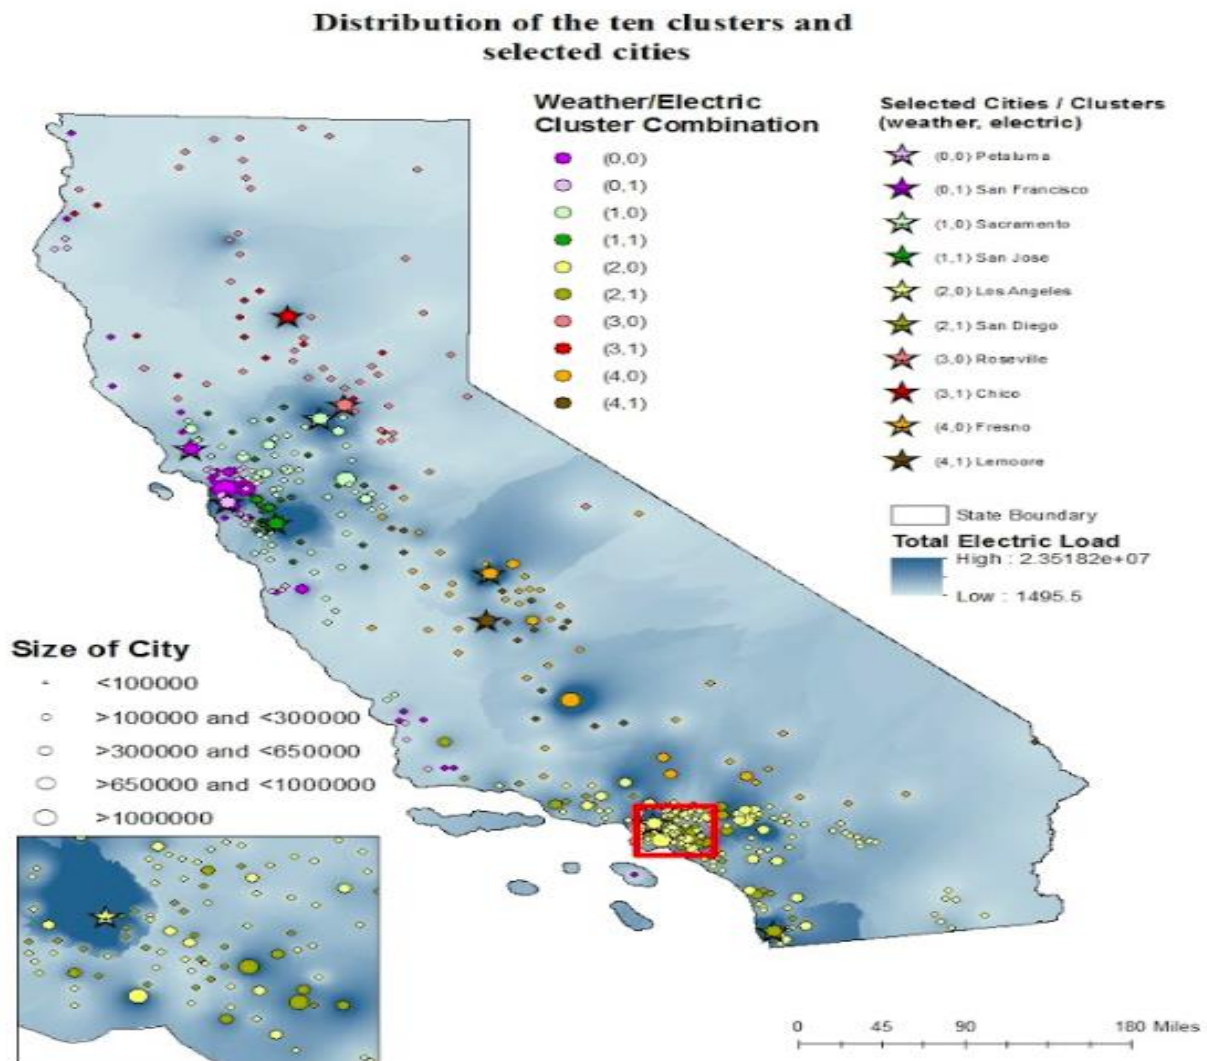 Distribution of the ten clusters and
selected cities
Weather/Electric
Cluster Combination
(0,0)
(0,1)
(1,0)
(1,1)
(2,0)
(2,1)
(3,0)
(3,1)
(4,0)
(4,1)
Selected Cities / Clusters
(weather, electric)
(0,0) Petaluma
(0,1) San Francisco
(1,0) Sacramento
(1,1) San Jose
(2,0) Los Angeles
(2,1) San Diego
(3,0) Roseville
(3,1) Chico
(4,0) Fresno
(4,1) Lemoore
State Boundary
Total Electric Load
High : 2.35182e+07
Low : 1495.5
Size of City
<100000
>100000 and <300000
>300000 and <650000
>650000 and <1000000
>1000000
0 45 90 180 Miles